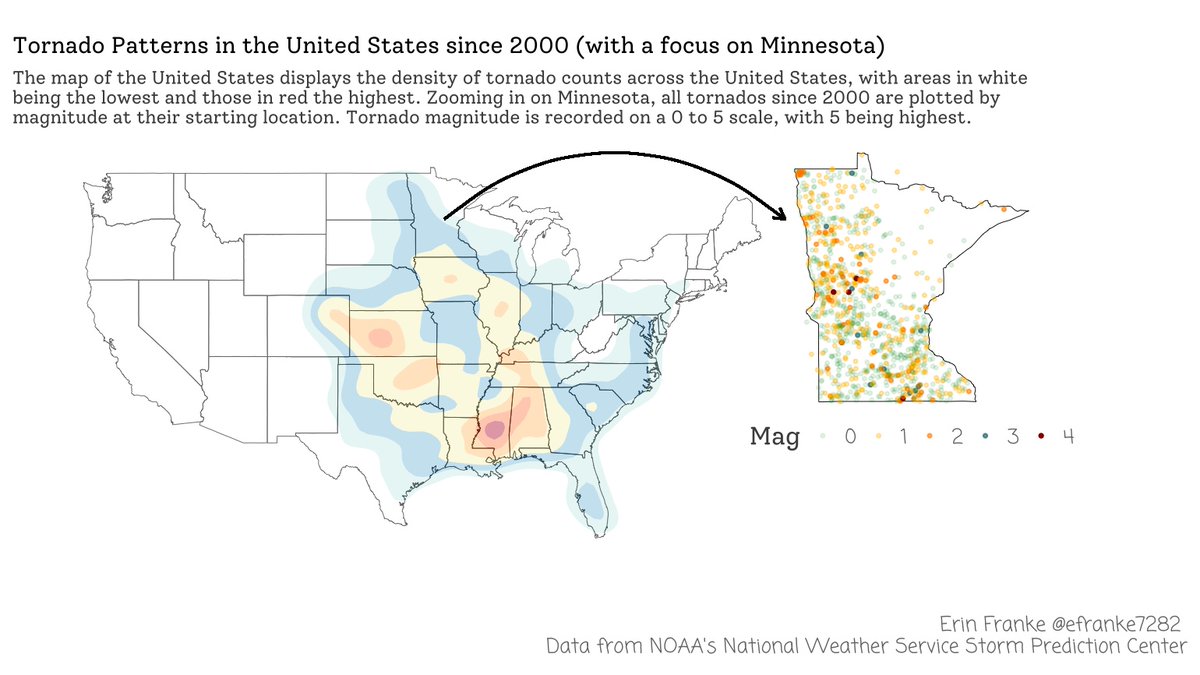 Tornado Patterns in the United States since 2000 (with a focus on Minnesota)
The map of the United States displays the density of tornado counts across the United States, with areas in white
being the lowest and those in red the highest. Zooming in on Minnesota, all tornados since 2000 are plotted by
magnitude at their starting location. Tornado magnitude is recorded on a 0 to 5 scale, with 5 being highest.
Mag 0 1 2 3 4
Erin Franke @efranke7282
Data from NOAA's National Weather Service Storm Prediction Center